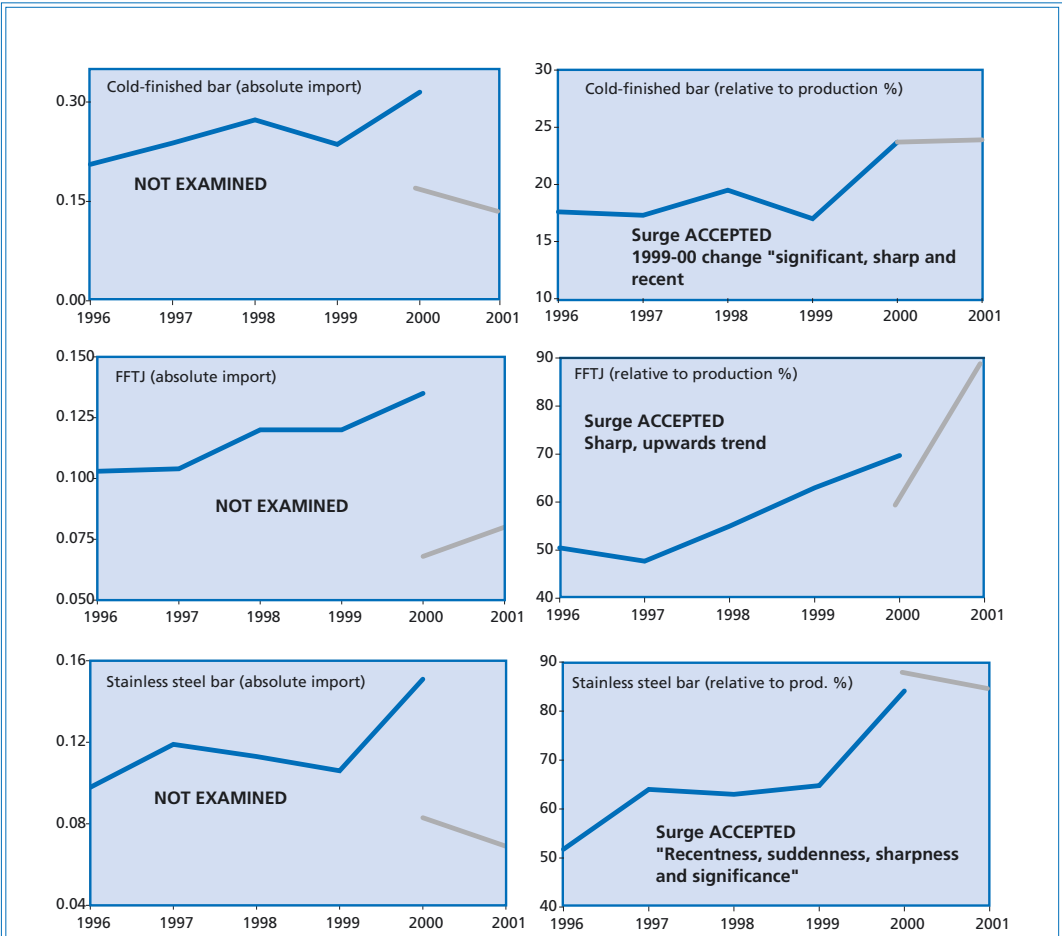 Cold-finished bar (absolute import)
0.30
0.15
0.00
NOT EXAMINED
1996 1997 1998 1999 2000 2001
Cold-finished bar (relative to production %)
30
25
20
15
10
Surge ACCEPTED
1999-00 change "significant, sharp and
recent
1996 1997 1998 1999 2000 2001
FFTJ (absolute import)
0.150
0.125
0.100
0.075
0.050
NOT EXAMINED
1996 1997 1998 1999 2000 2001
FFTJ (relative to production %)
90
80
70
60
50
40
Surge ACCEPTED
Sharp, upwards trend
1996 1997 1998 1999 2000 2001
Stainless steel bar (absolute import)
0.16
0.12
0.08
0.04
NOT EXAMINED
1996 1997 1998 1999 2000 2001
Stainless steel bar (relative to prod. %)
90
80
70
60
50
40
Surge ACCEPTED
"Recentness, suddenness, sharpness
and significance"
1996 1997 1998 1999 2000 2001